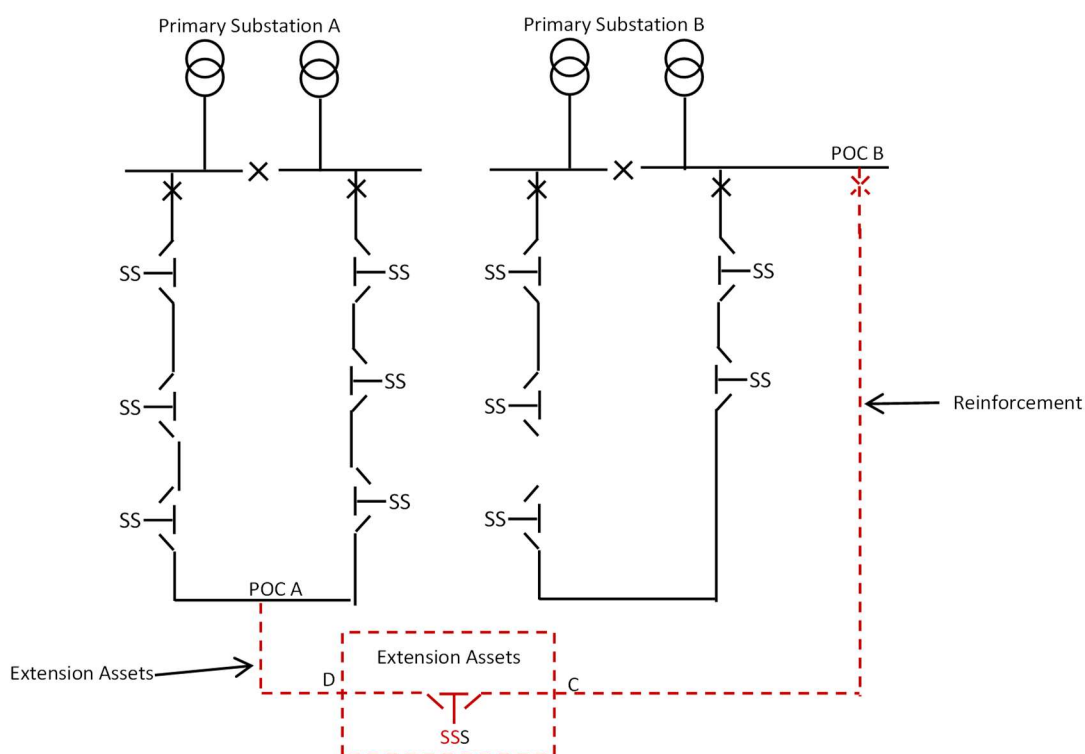 Primary Substation A
Primary Substation B
POC B
SS
SS
SS
SS
SS
SS
SS
SS
SS
SS
Reinforcement
SS
POC A
Extension Assets
Extension Assets
D
C
SSS